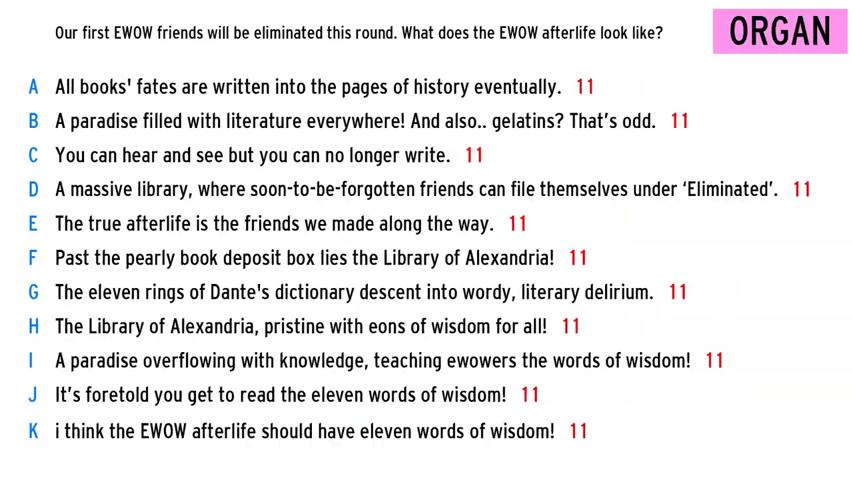 Our first EWOW friends will be eliminated this round. What does the EWOW afterlife look like?
ORGAN
A All books' fates are written into the pages of history eventually. 11
B A paradise filled with literature everywhere! And also.. gelatins? That's odd. 11
C You can hear and see but you can no longer write. 11
D A massive library, where soon-to-be-forgotten friends can file themselves under ‘Eliminated’. 11
E The true afterlife is the friends we made along the way. 11
F Past the pearly book deposit box lies the Library of Alexandria! 11
G The eleven rings of Dante's dictionary descent into wordy, literary delirium. 11
H The Library of Alexandria, pristine with eons of wisdom for all! 11
I A paradise overflowing with knowledge, teaching ewowers the words of wisdom! 11
J It’s foretold you get to read the eleven words of wisdom! 11
K i think the EWOW afterlife should have eleven words of wisdom! 11